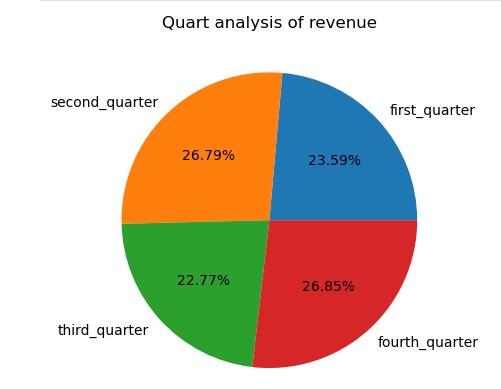 Quart analysis of revenue
second_quarter
first_quarter
26.79%
23.59%
22.77%
26.85%
third_quarter
fourth_quarter